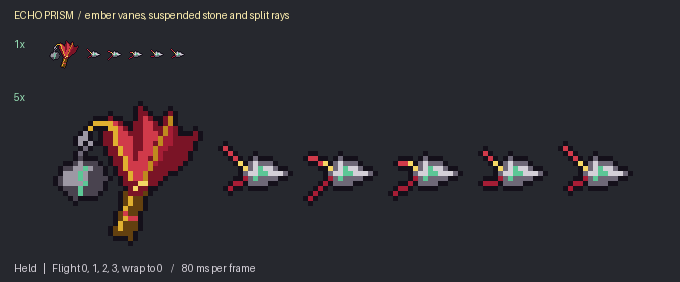 ECHO PRISM / ember vanes, suspended stone and split rays
1x
5x
Held | Flight 0, 1, 2, 3, wrap to 0 / 80 ms per frame